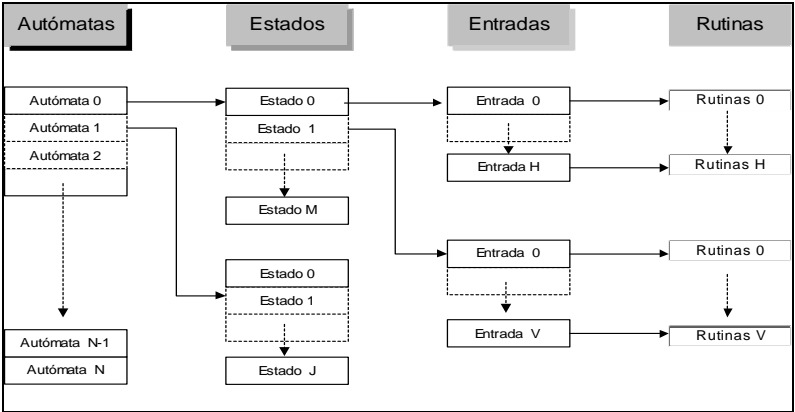 Autómatas
Estados
Entradas
Rutinas
Autómata 0
Autómata 1
Autómata 2
Autómata N-1
Autómata N
Estado 0
Estado 1
Estado M
Estado 0
Estado 1
Estado J
Entrada 0
Entrada H
Entrada 0
Entrada V
Rutinas 0
Rutinas H
Rutinas 0
Rutinas V